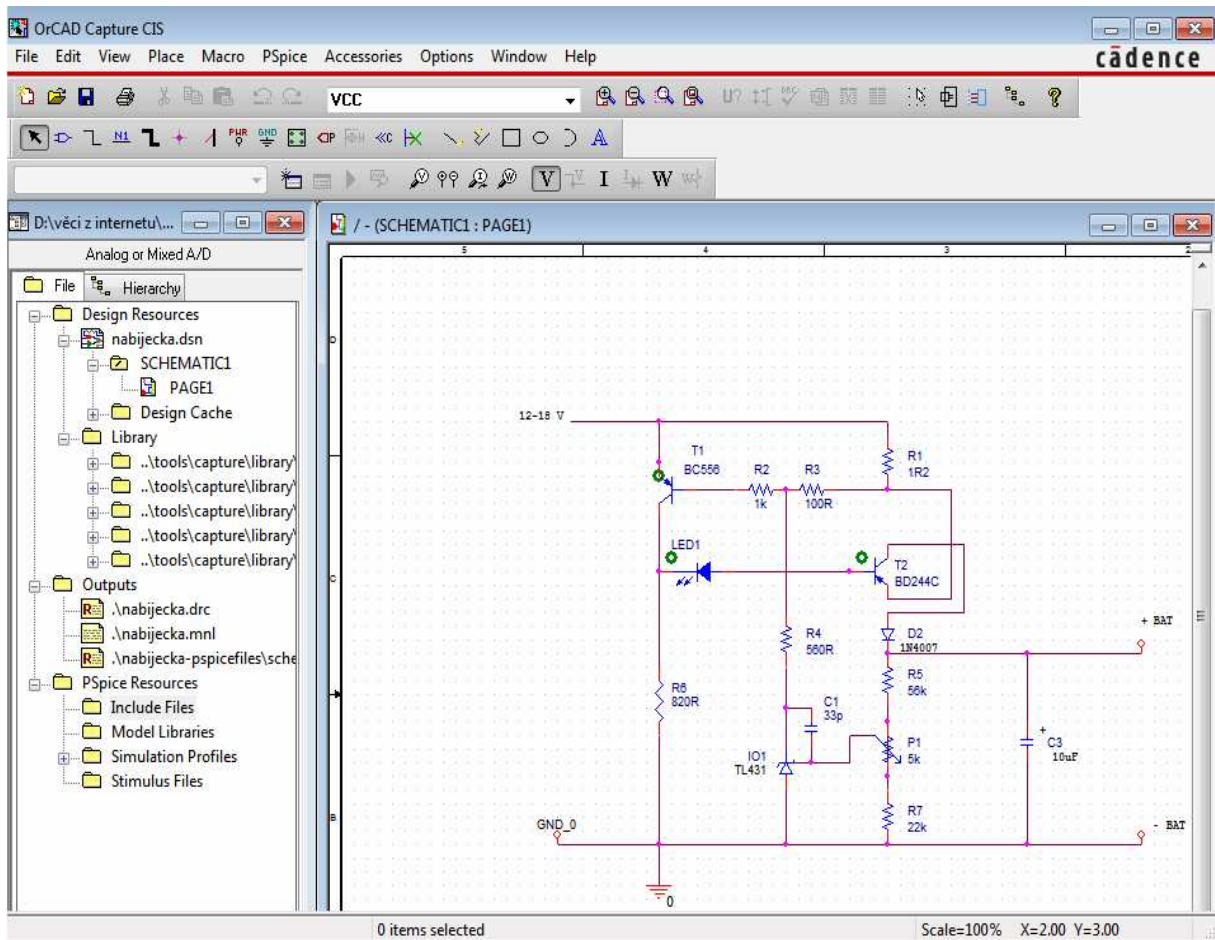 OrCAD Capture CIS
File Edit View Place Macro PSpice Accessories Options Window Help
cādence
VCC
U?
N1
PWR
GND
V V I I W W
D:\věci z internetu\...
/ - (SCHEMATIC1 : PAGE1)
Analog or Mixed A/D
File Hierarchy
Design Resources
nabijecka.dsn
SCHEMATIC1
PAGE1
Design Cache
Library
..\tools\capture\library\
..\tools\capture\library\
..\tools\capture\library\
..\tools\capture\library\
..\tools\capture\library\
Outputs
.\nabijecka.drc
.\nabijecka.mnl
.\nabijecka-pspicefiles\sche
PSpice Resources
Include Files
Model Libraries
Simulation Profiles
Stimulus Files
5 4 3 2
D
C
B
12-18 V
T1
BC556
R2
1k
R3
100R
R1
1R2
LED1
T2
BD244C
R4
560R
D2
1N4007
+ BAT
R5
56k
R6
820R
C1
33p
P1
5k
IO1
TL431
+
C3
10uF
R7
22k
GND_0
- BAT
0
0 items selected
Scale=100% X=2.00 Y=3.00